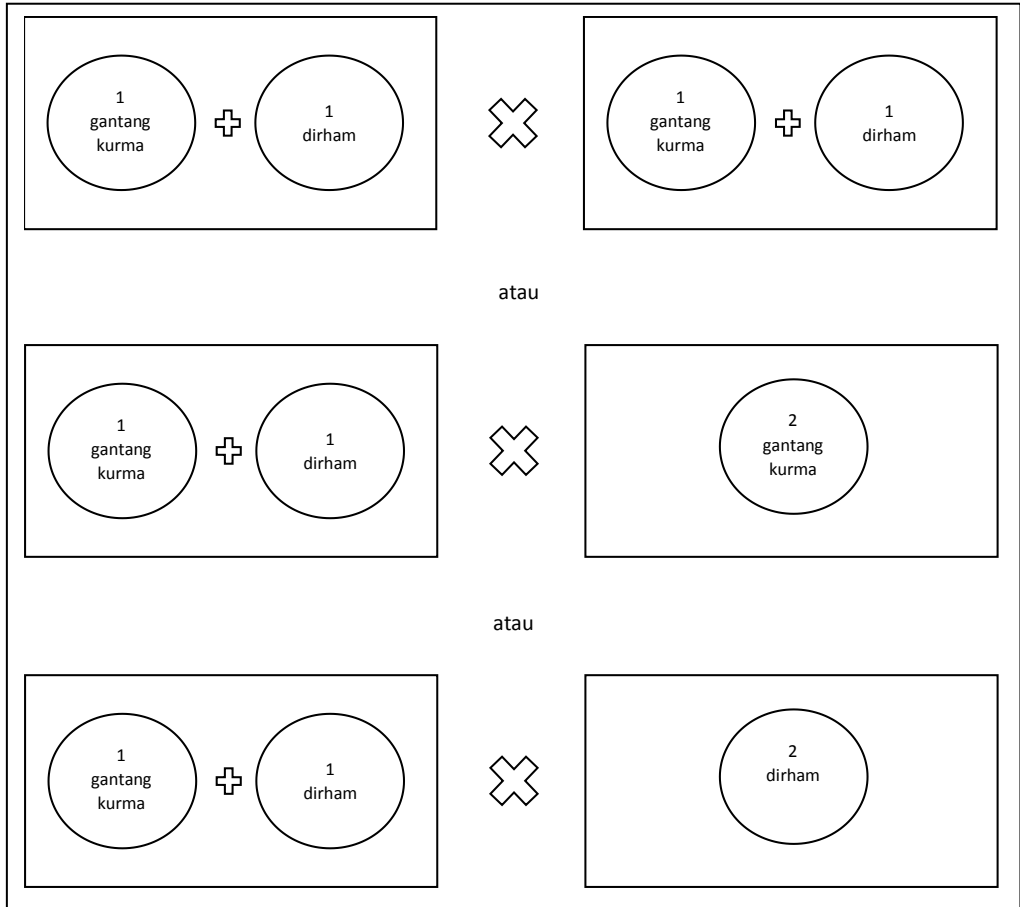 1
gantang
kurma
1
dirham
1
gantang
kurma
1
dirham
atau
1
gantang
kurma
1
dirham
2
gantang
kurma
atau
1
gantang
kurma
1
dirham
2
dirham